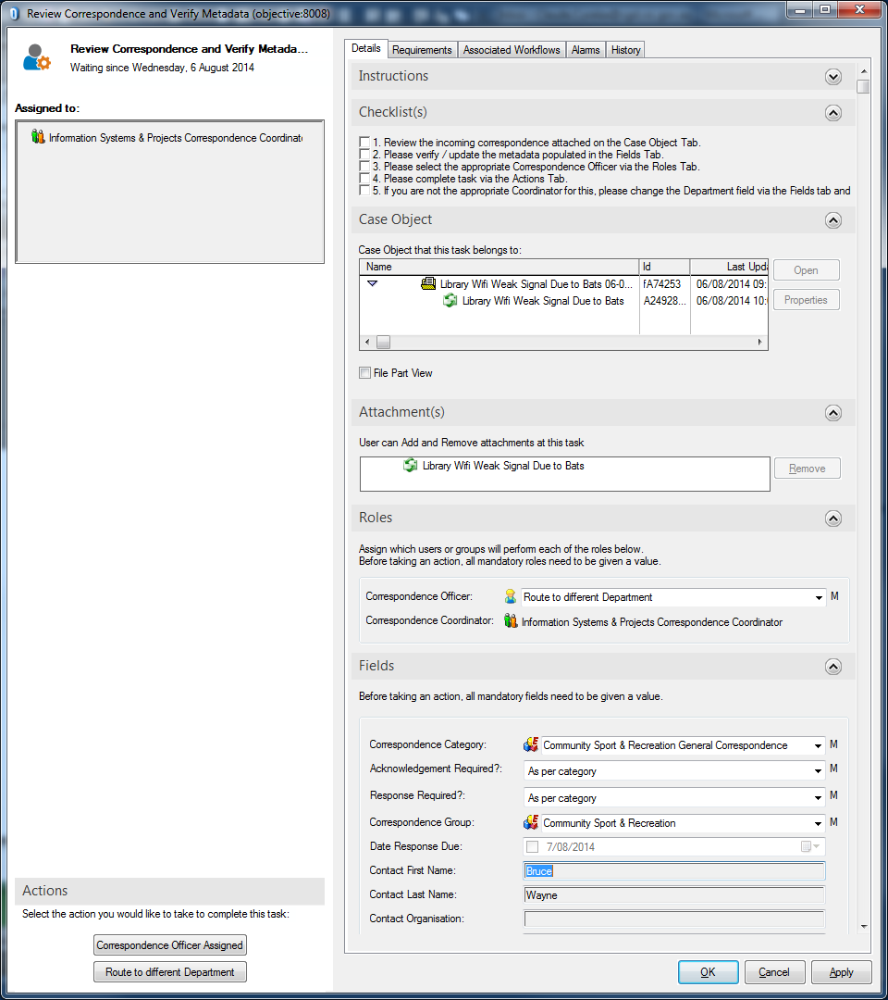 Review Correspondence and Verify Metadata (objective:8008)
Review Correspondence and Verify Metada...
Waiting since Wednesday, 6 August 2014
Assigned to:
Information Systems & Projects Correspondence Coordinato
Details Requirements Associated Workflows Alarms History
Instructions
Checklist(s)
1. Review the incoming correspondence attached on the Case Object Tab.
2. Please verify / update the metadata populated in the Fields Tab.
3. Please select the appropriate Correspondence Officer via the Roles Tab.
4. Please complete task via the Actions Tab.
5. If you are not the appropriate Coordinator for this, please change the Department field via the Fields tab and
Case Object
Case Object that this task belongs to:
Name Id Last Upda
Library Wifi Weak Signal Due to Bats 06-0... fA74253 06/08/2014 09:
Library Wifi Weak Signal Due to Bats A24928... 06/08/2014 10:
Open
Properties
File Part View
Attachment(s)
User can Add and Remove attachments at this task
Library Wifi Weak Signal Due to Bats
Remove
Roles
Assign which users or groups will perform each of the roles below.
Before taking an action, all mandatory roles need to be given a value.
Correspondence Officer: Route to different Department M
Correspondence Coordinator: Information Systems & Projects Correspondence Coordinator
Fields
Before taking an action, all mandatory fields need to be given a value.
Correspondence Category: Community Sport & Recreation General Correspondence M
Acknowledgement Required?: As per category M
Response Required?: As per category M
Correspondence Group: Community Sport & Recreation M
Date Response Due: 7/08/2014
Contact First Name: Bruce
Contact Last Name: Wayne
Contact Organisation:
Actions
Select the action you would like to take to complete this task:
Correspondence Officer Assigned
Route to different Department
OK Cancel Apply